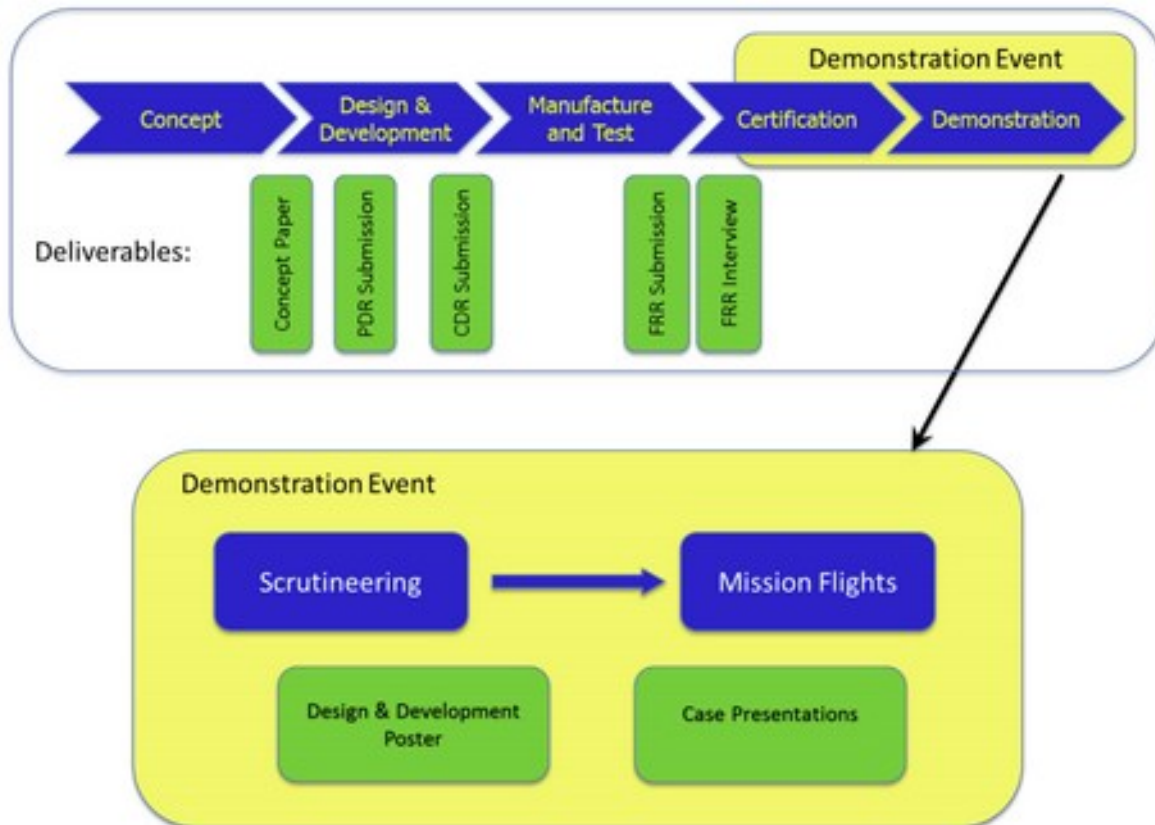 Demonstration Event
Concept
Design &
Development
Manufacture
and Test
Certification
Demonstration
Deliverables:
Concept Paper
PDR Submission
CDR Submission
FRR Submission
FRR Interview
Demonstration Event
Scrutineering
Mission Flights
Design & Development
Poster
Case Presentations